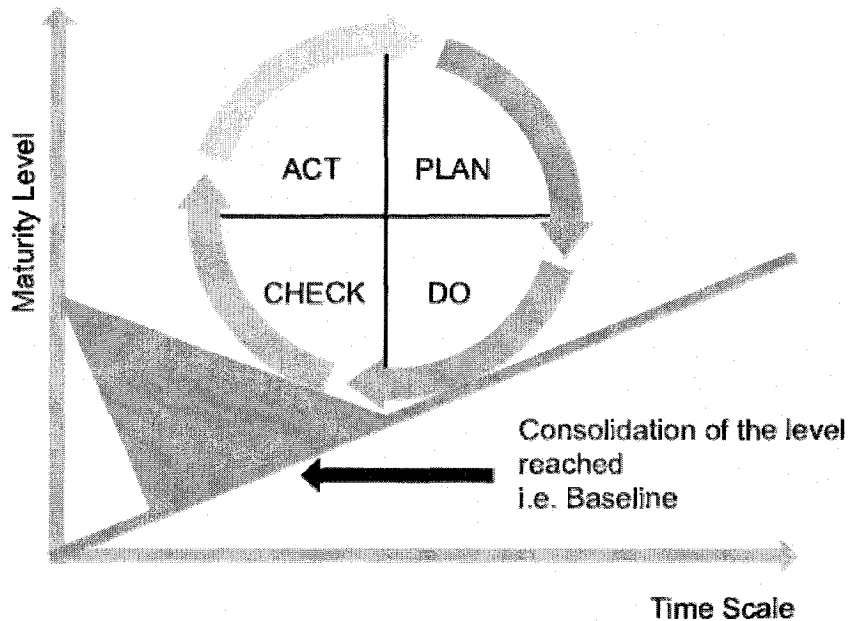 Maturity Level
ACT
PLAN
CHECK
DO
Consolidation of the level
reached
i.e. Baseline
Time Scale